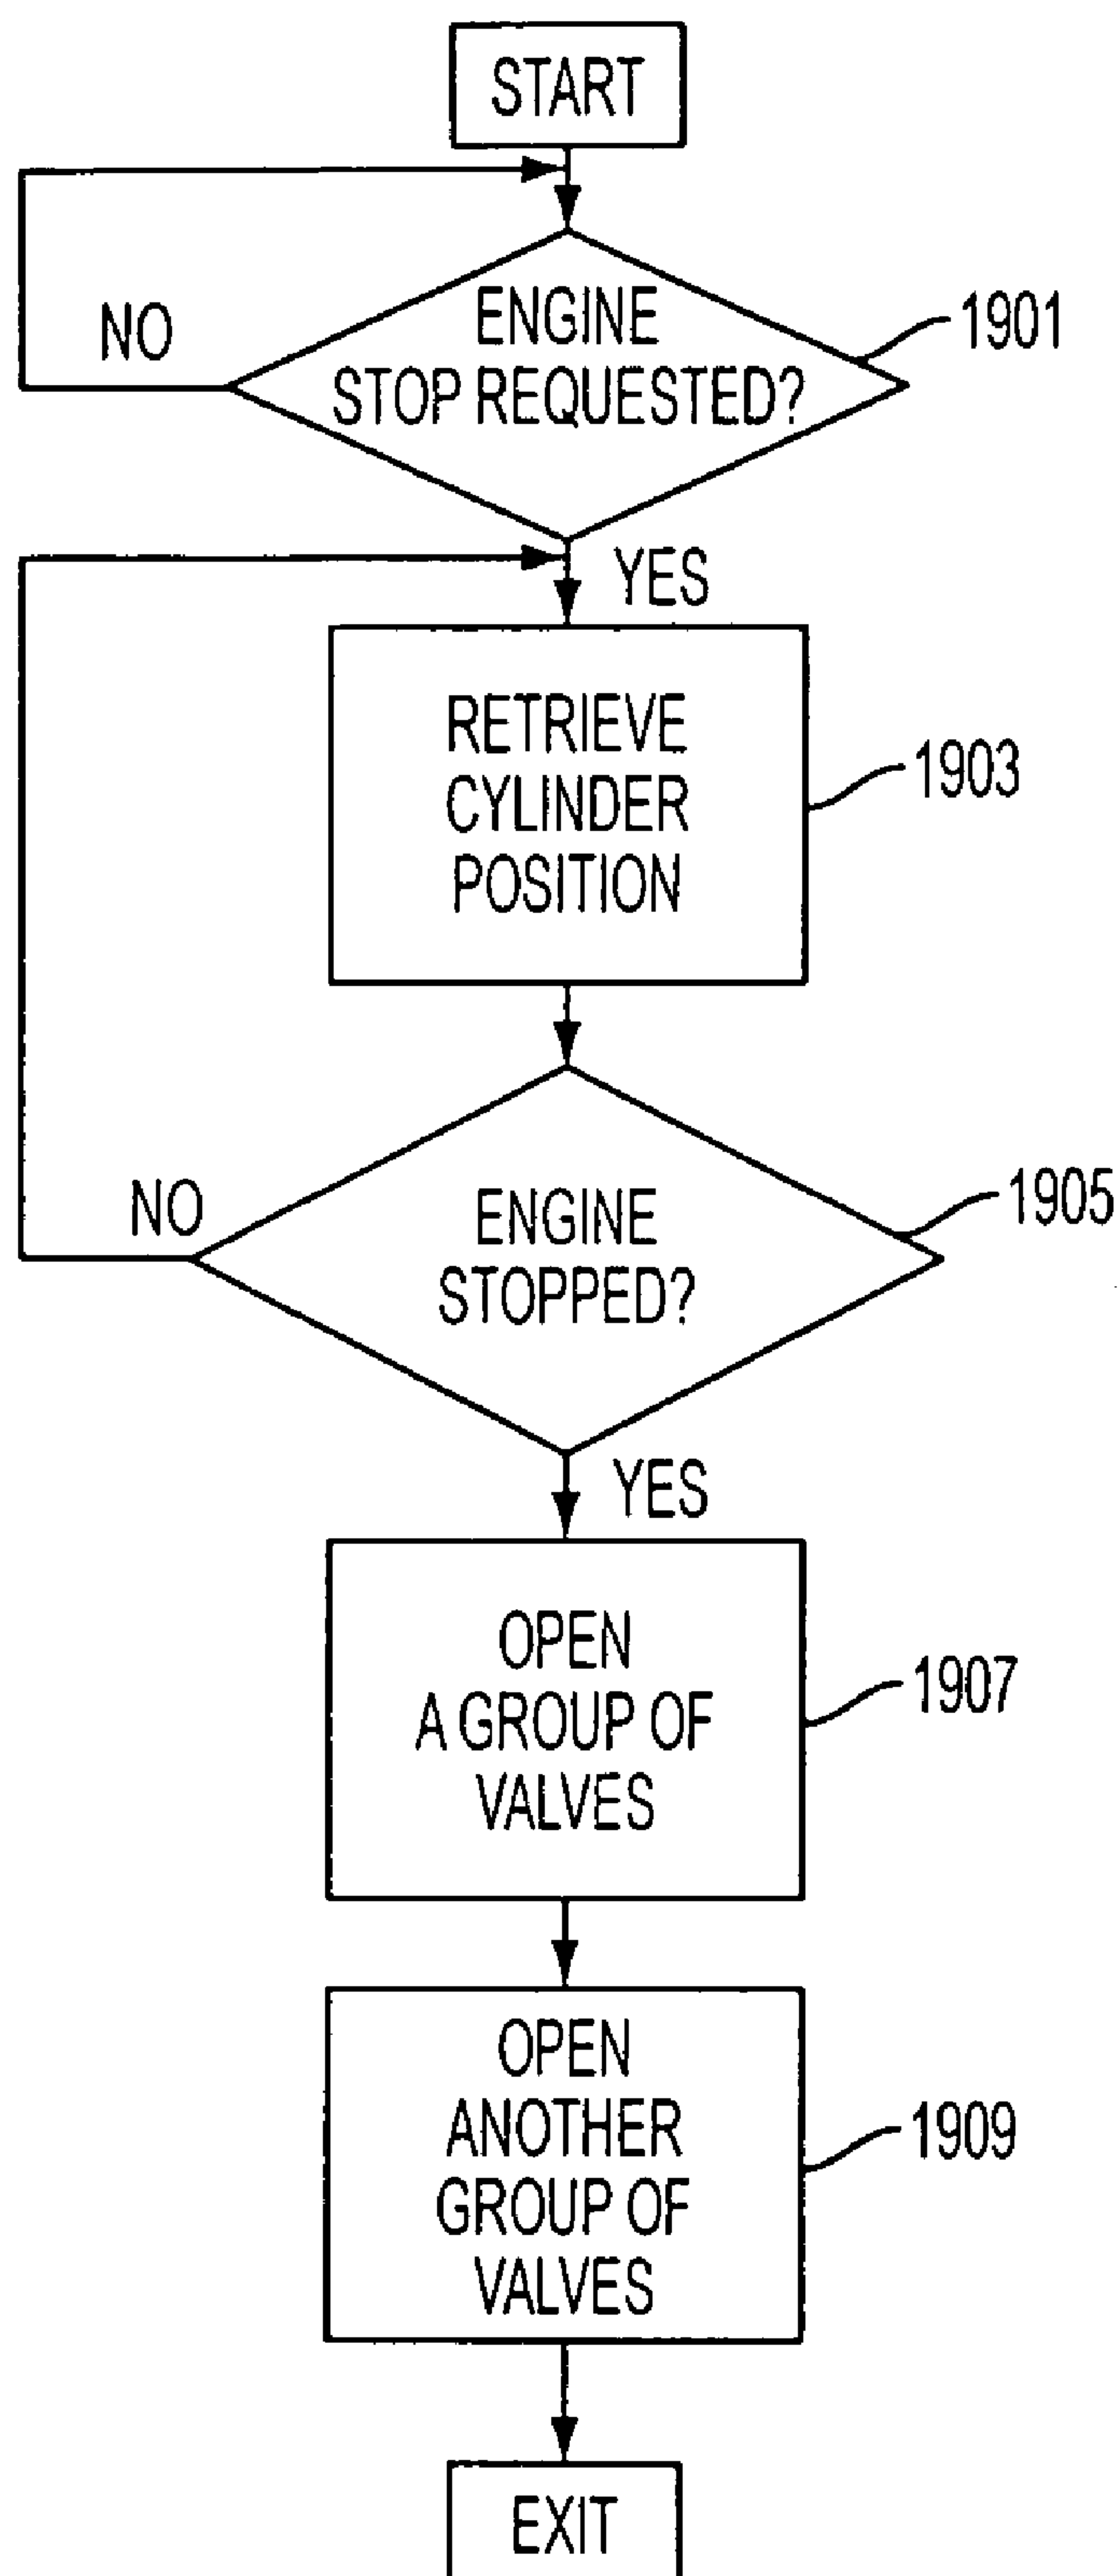 START
ENGINE
STOP REQUESTED?
1901
NO
YES
RETRIEVE
CYLINDER
POSITION
1903
ENGINE
STOPPED?
1905
NO
YES
OPEN
A GROUP OF
VALVES
1907
OPEN
ANOTHER
GROUP OF
VALVES
1909
EXIT